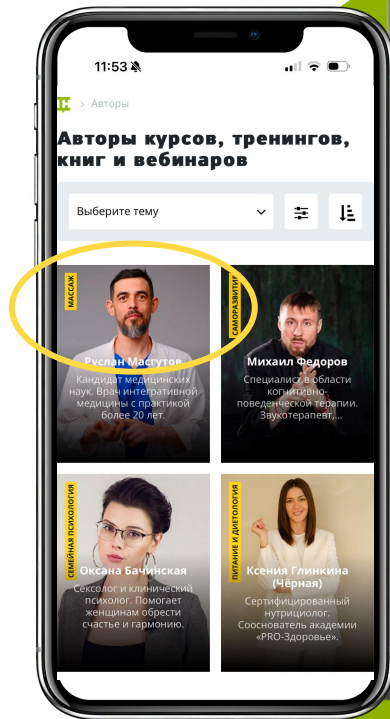 11:53
Авторы
Авторы курсов, тренингов,
книг и вебинаров
Выберите тему
МАССАЖ
Руслан Масгутов
Кандидат медицинских
наук. Врач интегративной
медицины с практикой
более 20 лет.
САМОРАЗВИТИЕ
Михаил Федоров
Специалист в области
когнитивно-
поведенческой терапии.
Звукотерапевт,...
СЕМЕЙНАЯ ПСИХОЛОГИЯ
Оксана Бачинская
Сексолог и клинический
психолог. Помогает
женщинам обрести
счастье и гармонию.
ПИТАНИЕ И ДИЕТОЛОГИЯ
Ксения Глинкина
(Чёрная)
Сертифицированный
нутрициолог.
Сооснователь академии
«PRO-Здоровье».